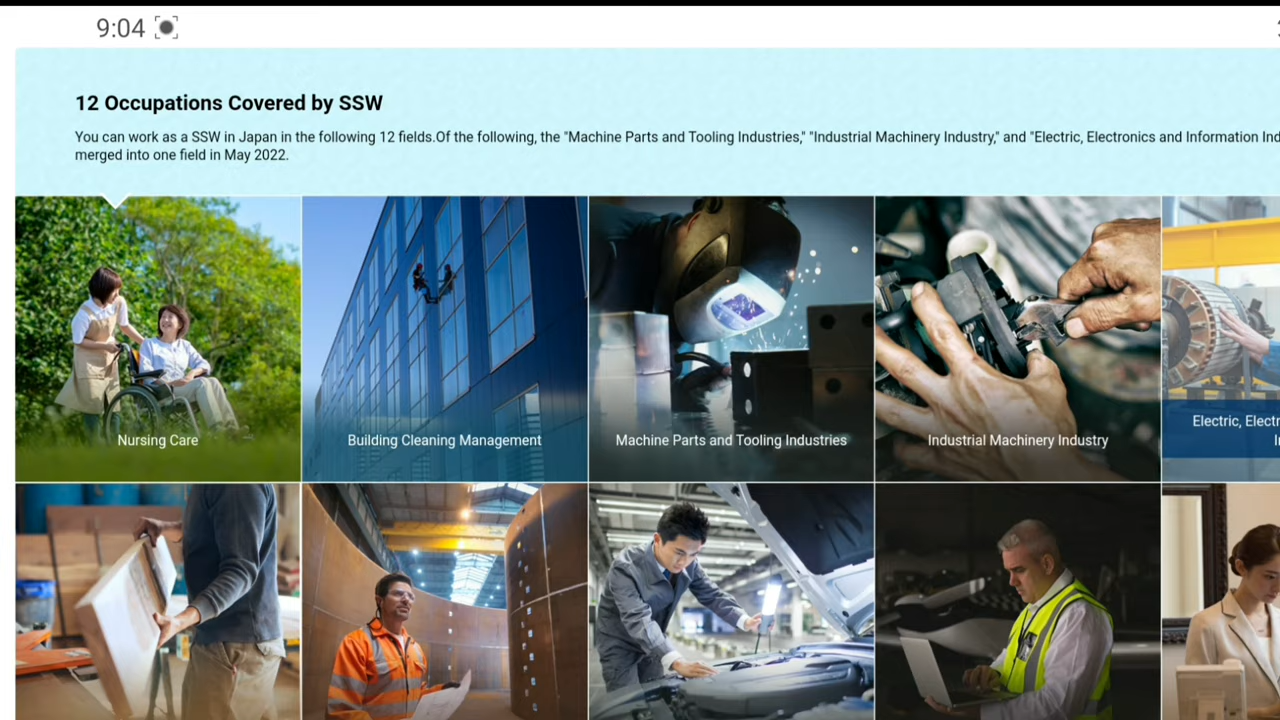 9:04
12 Occupations Covered by SSW
You can work as a SSW in Japan in the following 12 fields.Of the following, the "Machine Parts and Tooling Industries," "Industrial Machinery Industry," and "Electric, Electronics and Information Ind
merged into one field in May 2022.
Nursing Care
Building Cleaning Management
Machine Parts and Tooling Industries
Industrial Machinery Industry
Electric, Electr